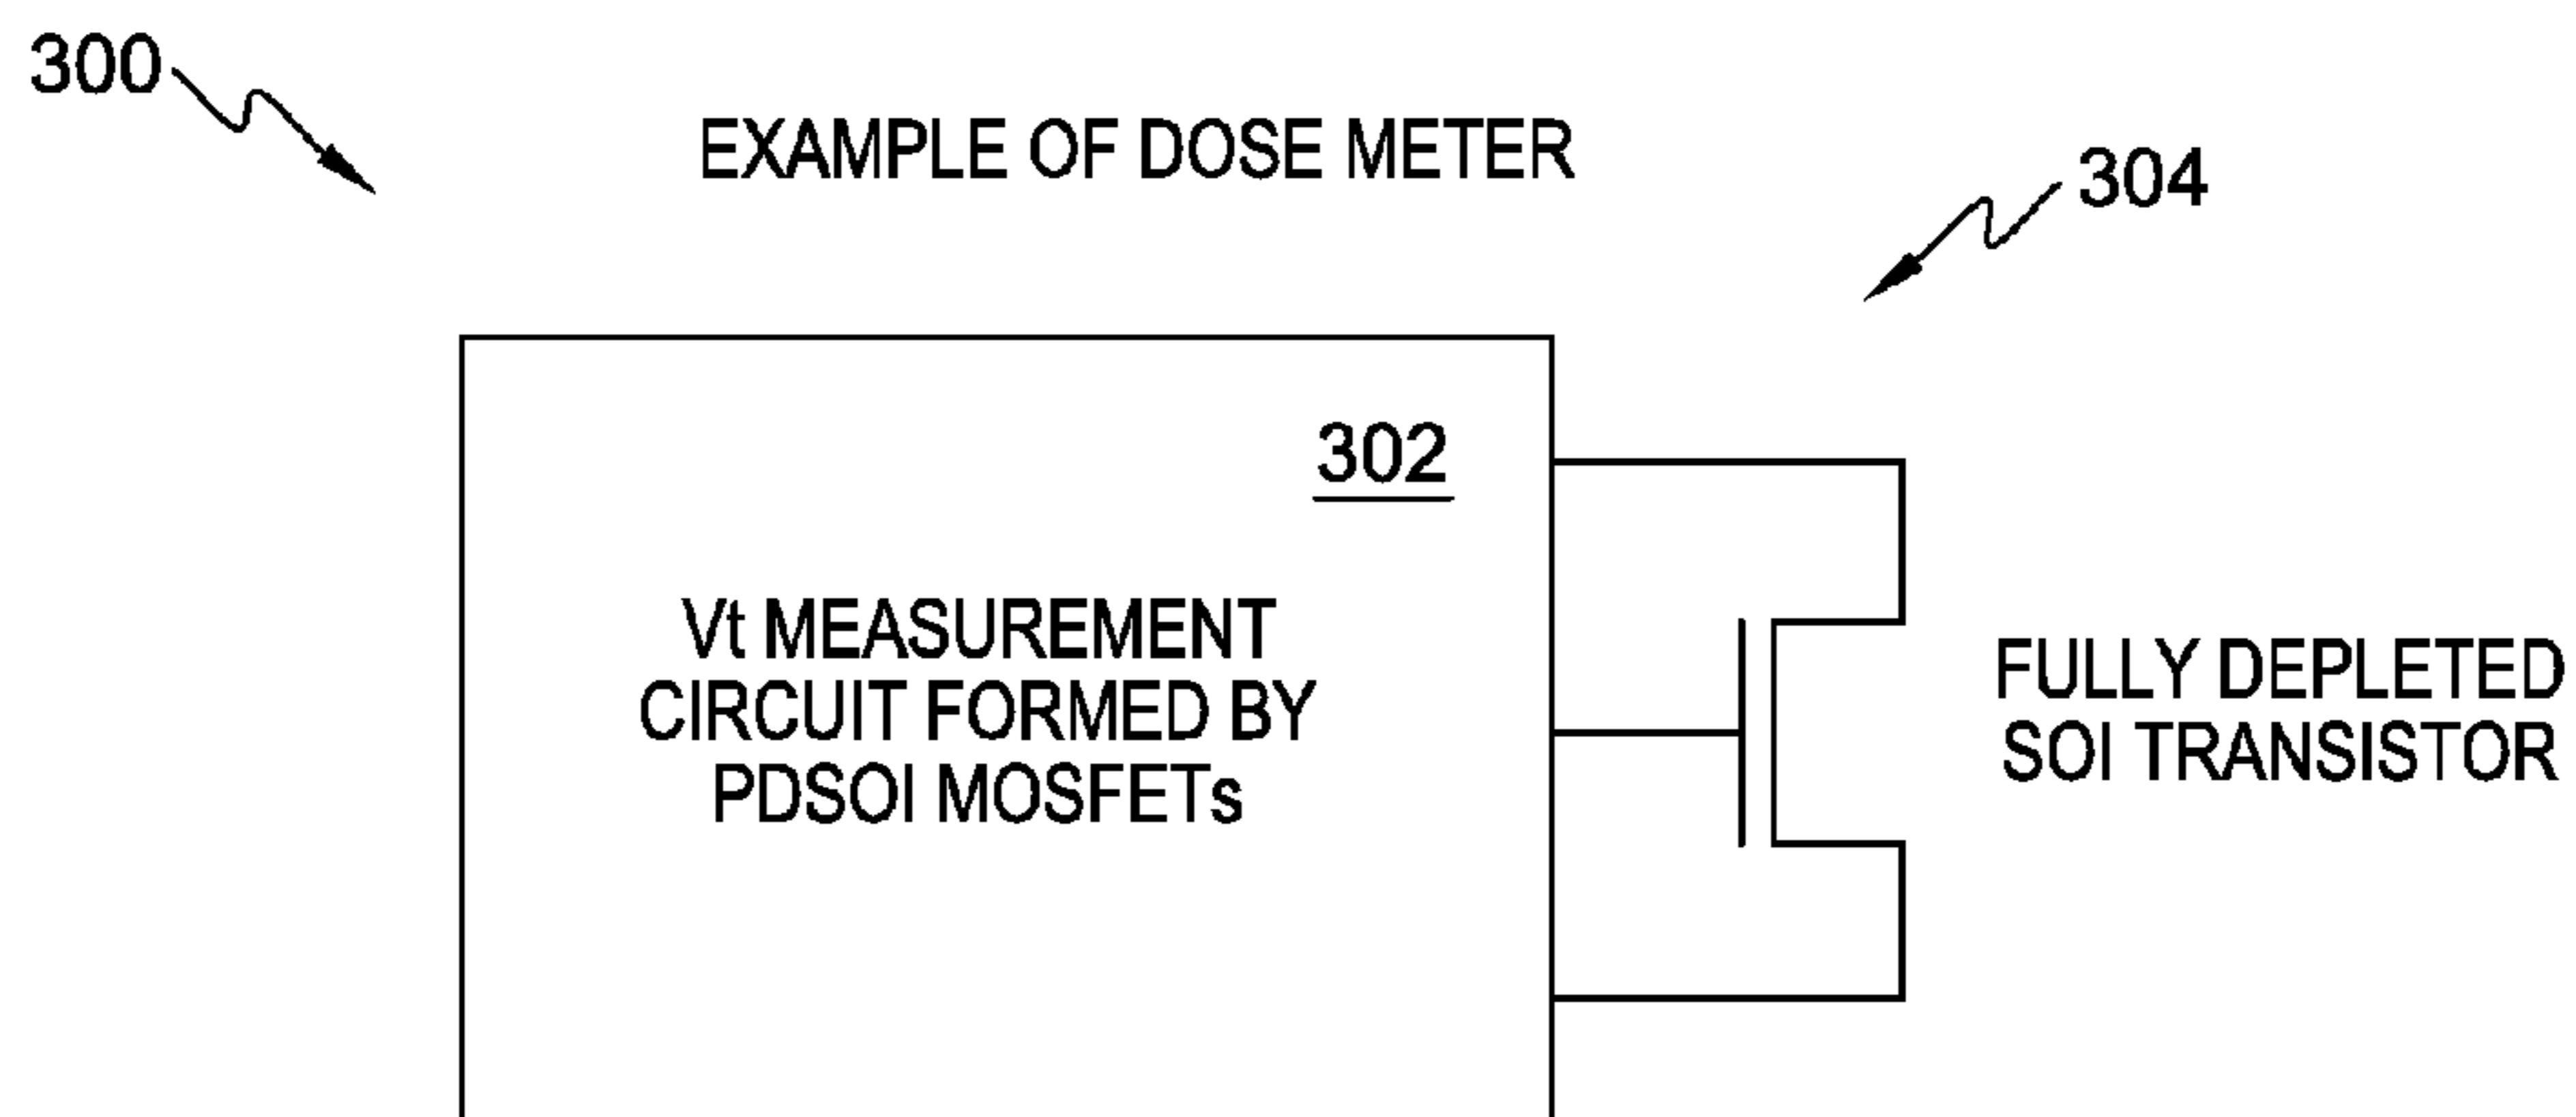 300
EXAMPLE OF DOSE METER
304
302
Vt MEASUREMENT
CIRCUIT FORMED BY
PDSOI MOSFETs
FULLY DEPLETED
SOI TRANSISTOR